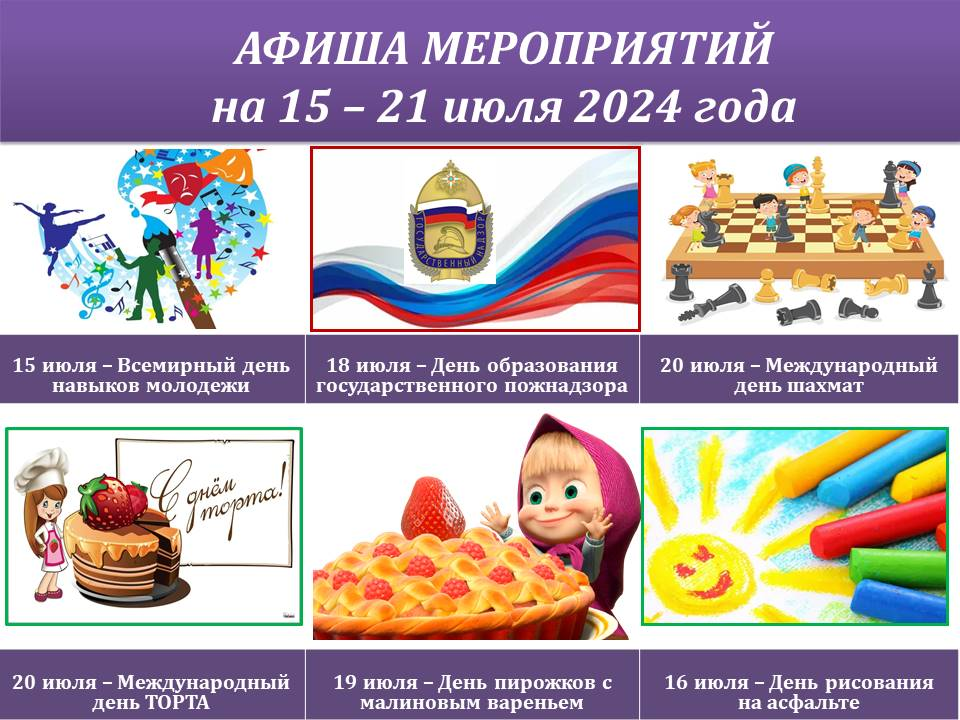 АФИША МЕРОПРИЯТИЙ
на 15 – 21 июля 2024 года
ГОСУДАРСТВЕННЫЙ НАДЗОР
15 июля – Всемирный день
навыков молодежи
18 июля – День образования
государственного пожнадзора
20 июля – Международный
день шахмат
С днём
торта!
20 июля – Международный
день ТОРТА
19 июля – День пирожков с
малиновым вареньем
16 июля – День рисования
на асфальте